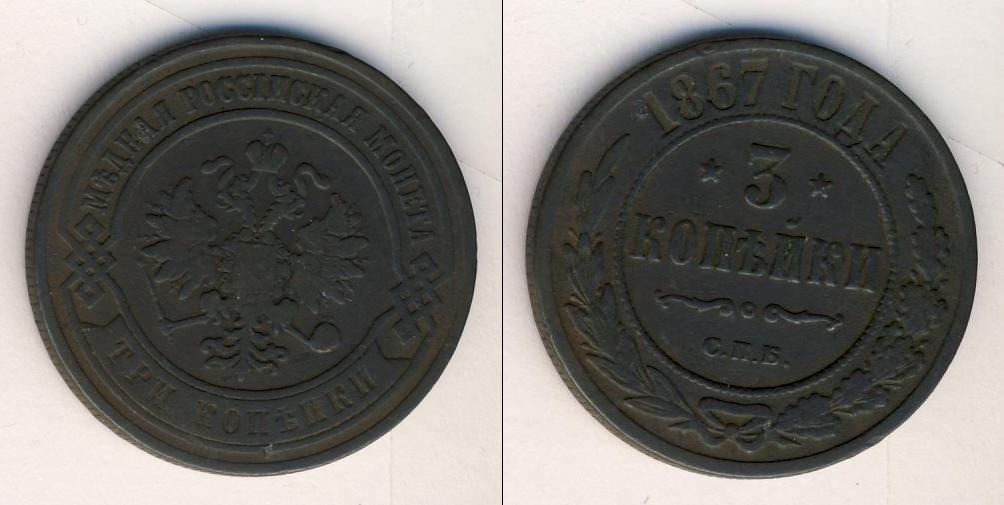 МѢДНАЯ РОССІЙСКАЯ МОНЕТА
ТРИ КОПѢЙКИ
1867 ГОДА
3
КОПѢЙКИ
С.П.Б.